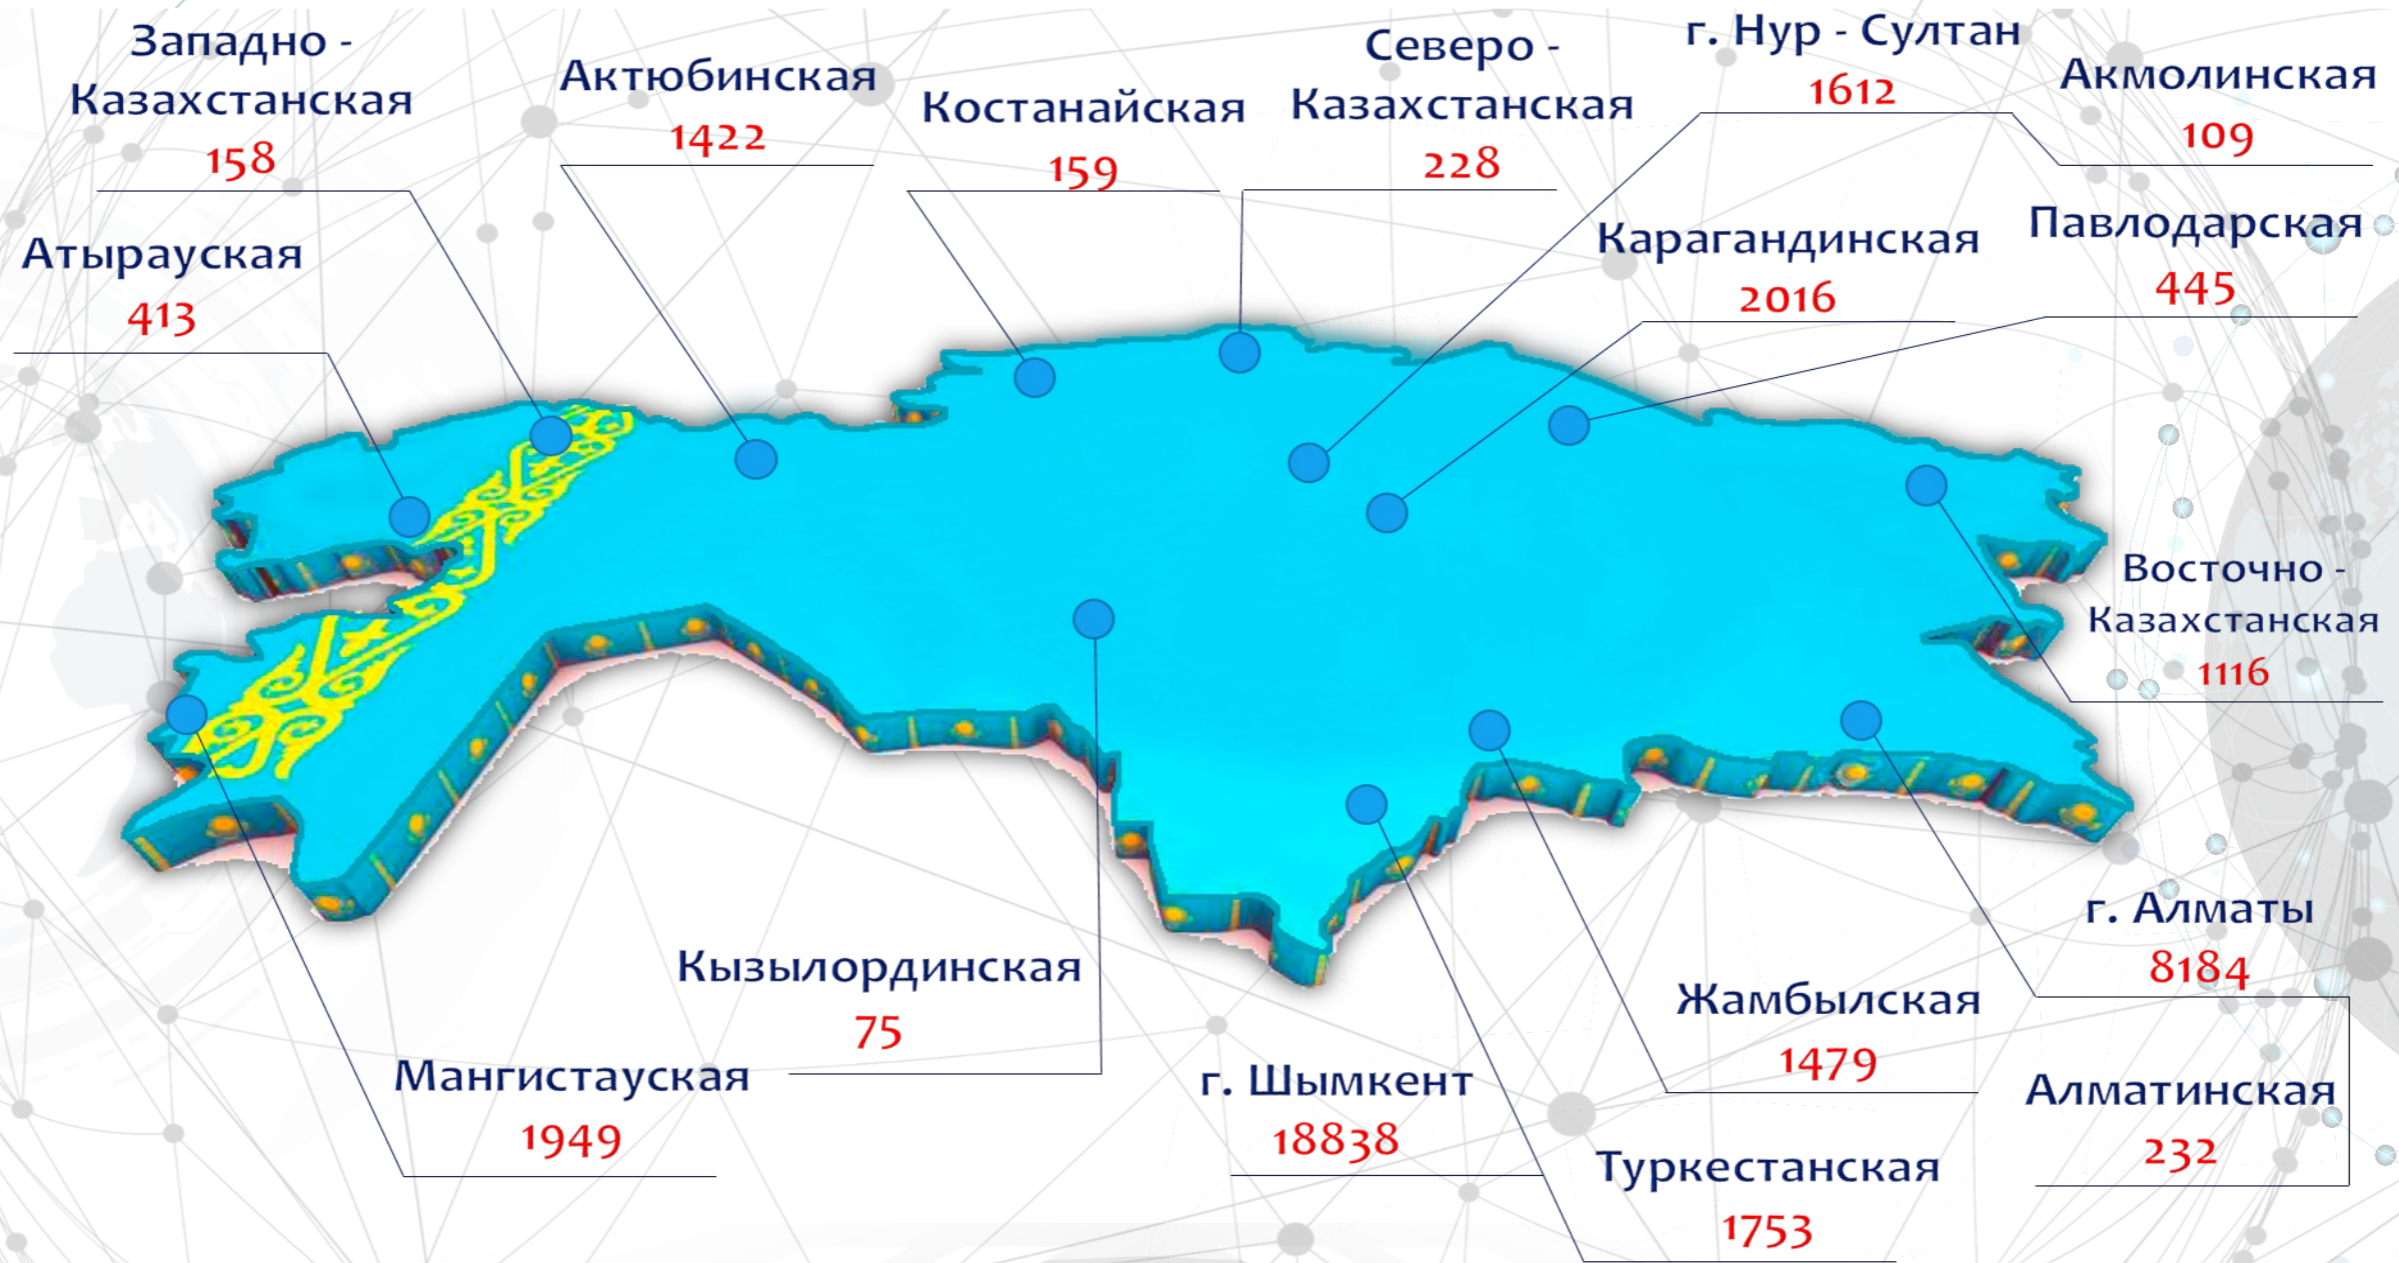 Западно -
Казахстанская
158
Актюбинская
1422
Костанайская
159
Северо -
Казахстанская
228
г. Нур - Султан
1612
Акмолинская
109
Атырауская
413
Карагандинская
2016
Павлодарская
445
Восточно -
Казахстанская
1116
г. Алматы
8184
Кызылординская
75
Жамбылская
1479
Мангистауская
1949
г. Шымкент
18838
Алматинская
232
Туркестанская
1753